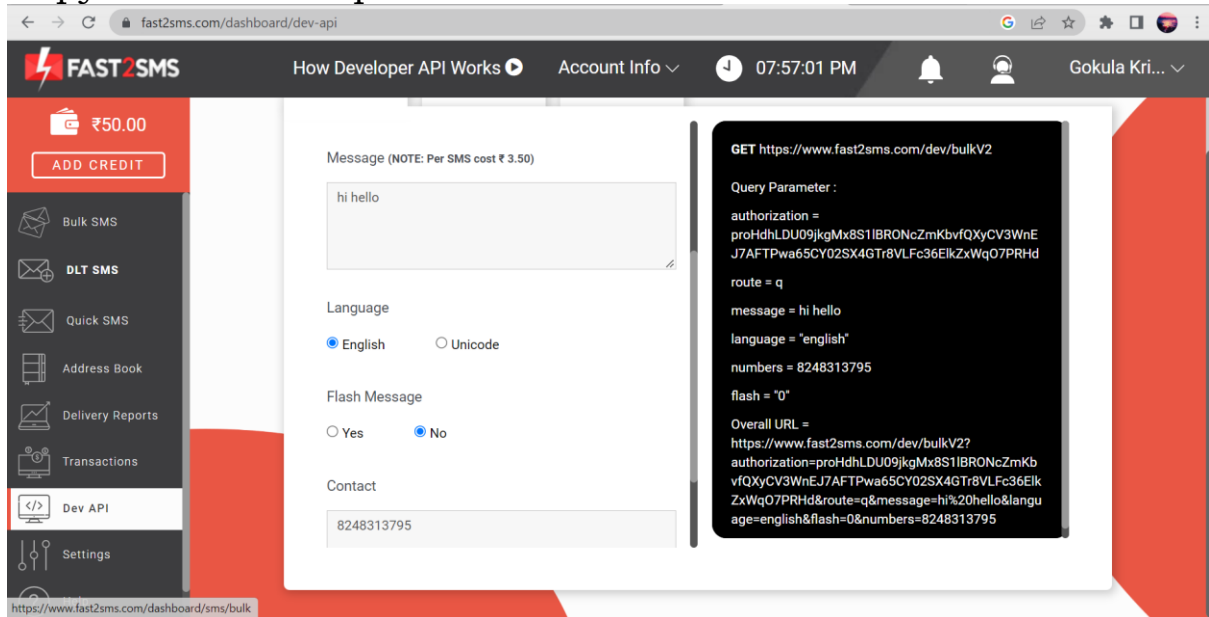 fast2sms.com/dashboard/dev-api
FAST2SMS
How Developer API Works
Account Info
07:57:01 PM
Gokula Kri...
₹50.00
ADD CREDIT
Bulk SMS
DLT SMS
Quick SMS
Address Book
Delivery Reports
Transactions
Dev API
Settings
https://www.fast2sms.com/dashboard/sms/bulk
Message (NOTE: Per SMS cost ₹ 3.50)
hi hello
Language
English
Unicode
Flash Message
Yes
No
Contact
8248313795
GET https://www.fast2sms.com/dev/bulkV2
Query Parameter :
authorization =
proHdhLDU09jkgMx8S1lBRONcZmKbvfQXyCV3WnE
J7AFTPwa65CY02SX4GTr8VLFc36ElkZxWqO7PRHd
route = q
message = hi hello
language = "english"
numbers = 8248313795
flash = "0"
Overall URL =
https://www.fast2sms.com/dev/bulkV2?
authorization=proHdhLDU09jkgMx8S1lBRONcZmKb
vfQXyCV3WnEJ7AFTPwa65CY02SX4GTr8VLFc36Elk
ZxWqO7PRHd&route=q&message=hi%20hello&langu
age=english&flash=0&numbers=8248313795